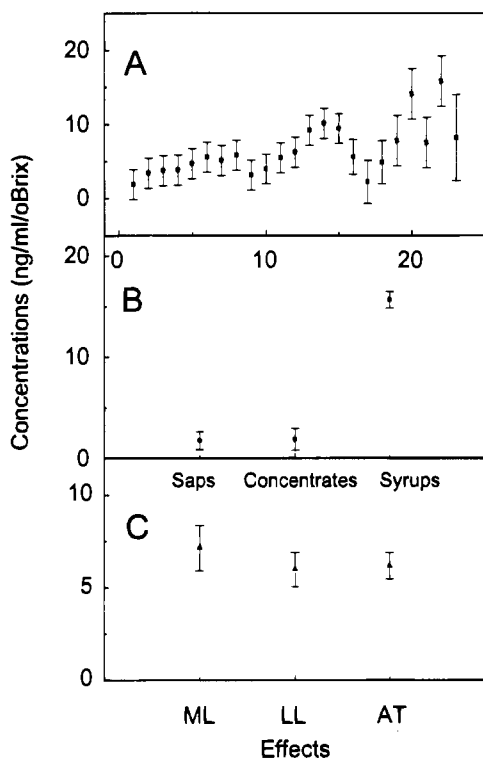 Concentrations (ng/ml/oBrix)
20
A
10
0
0 10 20
20
B
10
0
Saps Concentrates Syrups
10
C
5
0
ML LL AT
Effects